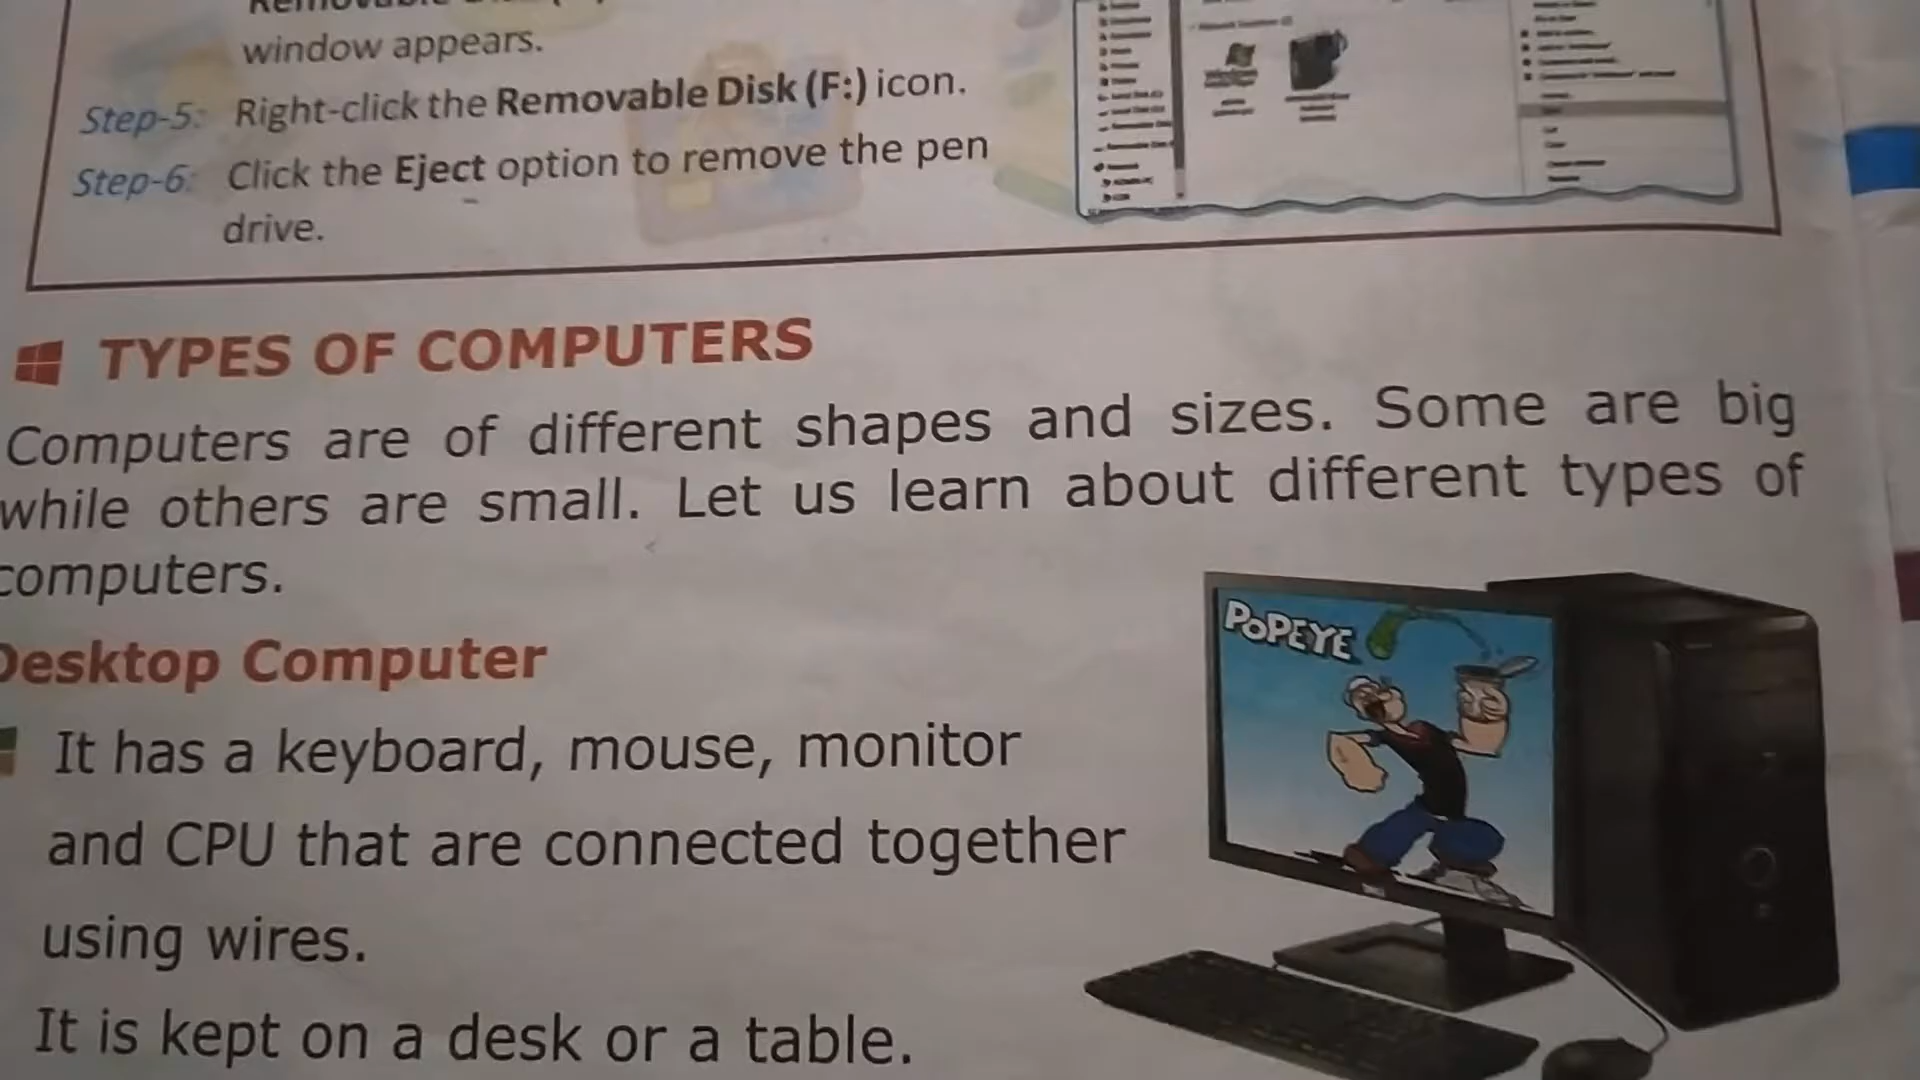 window appears.
Step-5: Right-click the Removable Disk (F:) icon.
Step-6: Click the Eject option to remove the pen
drive.
TYPES OF COMPUTERS
Computers are of different shapes and sizes. Some are big
while others are small. Let us learn about different types of
computers.
Desktop Computer
POPEYE
It has a keyboard, mouse, monitor
and CPU that are connected together
using wires.
It is kept on a desk or a table.